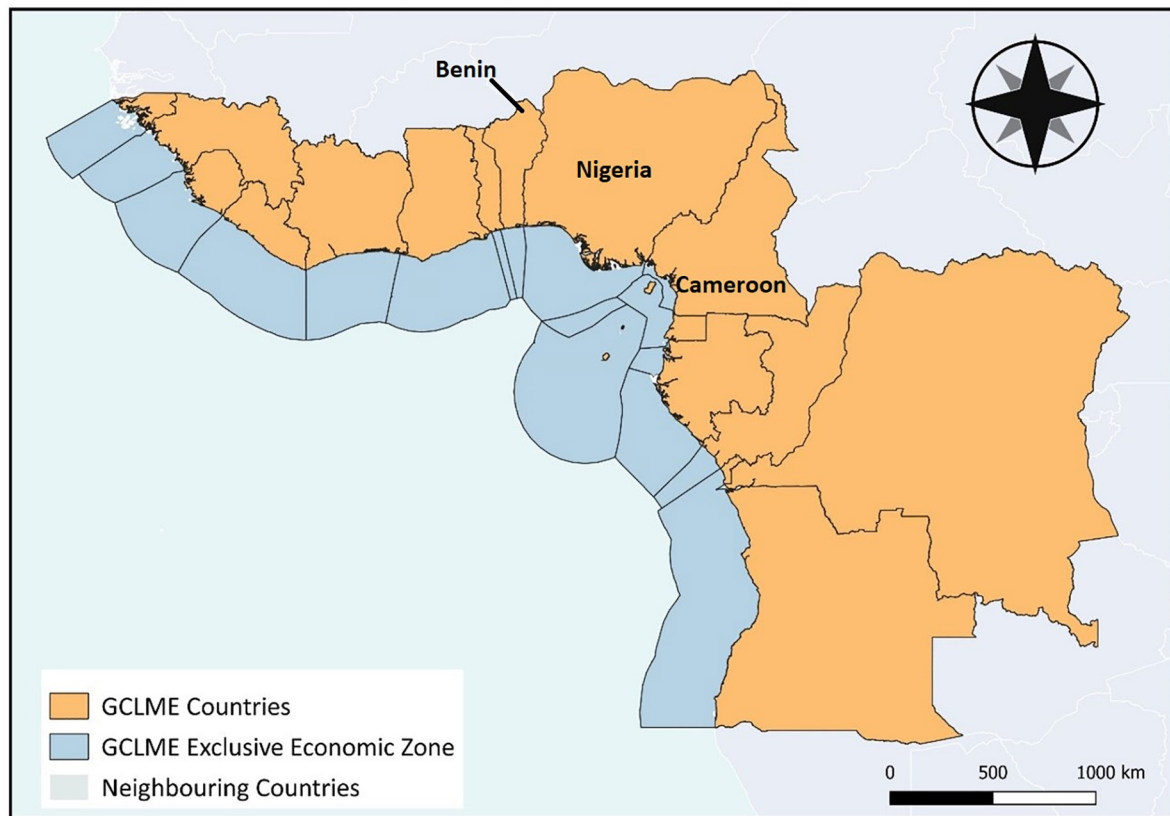 Benin
Nigeria
Cameroon
GCLME Countries
GCLME Exclusive Economic Zone
Neighbouring Countries
0 500 1000 km